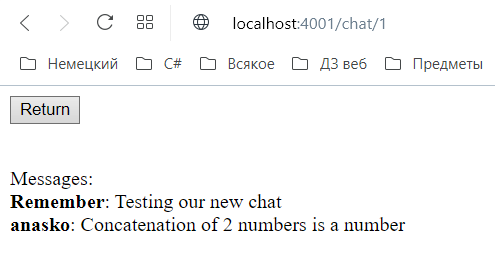 localhost:4001/chat/1
Немецкий C# Всякое ДЗ веб Предметы
Return
Messages:
Remember: Testing our new chat
anasko: Concatenation of 2 numbers is a number